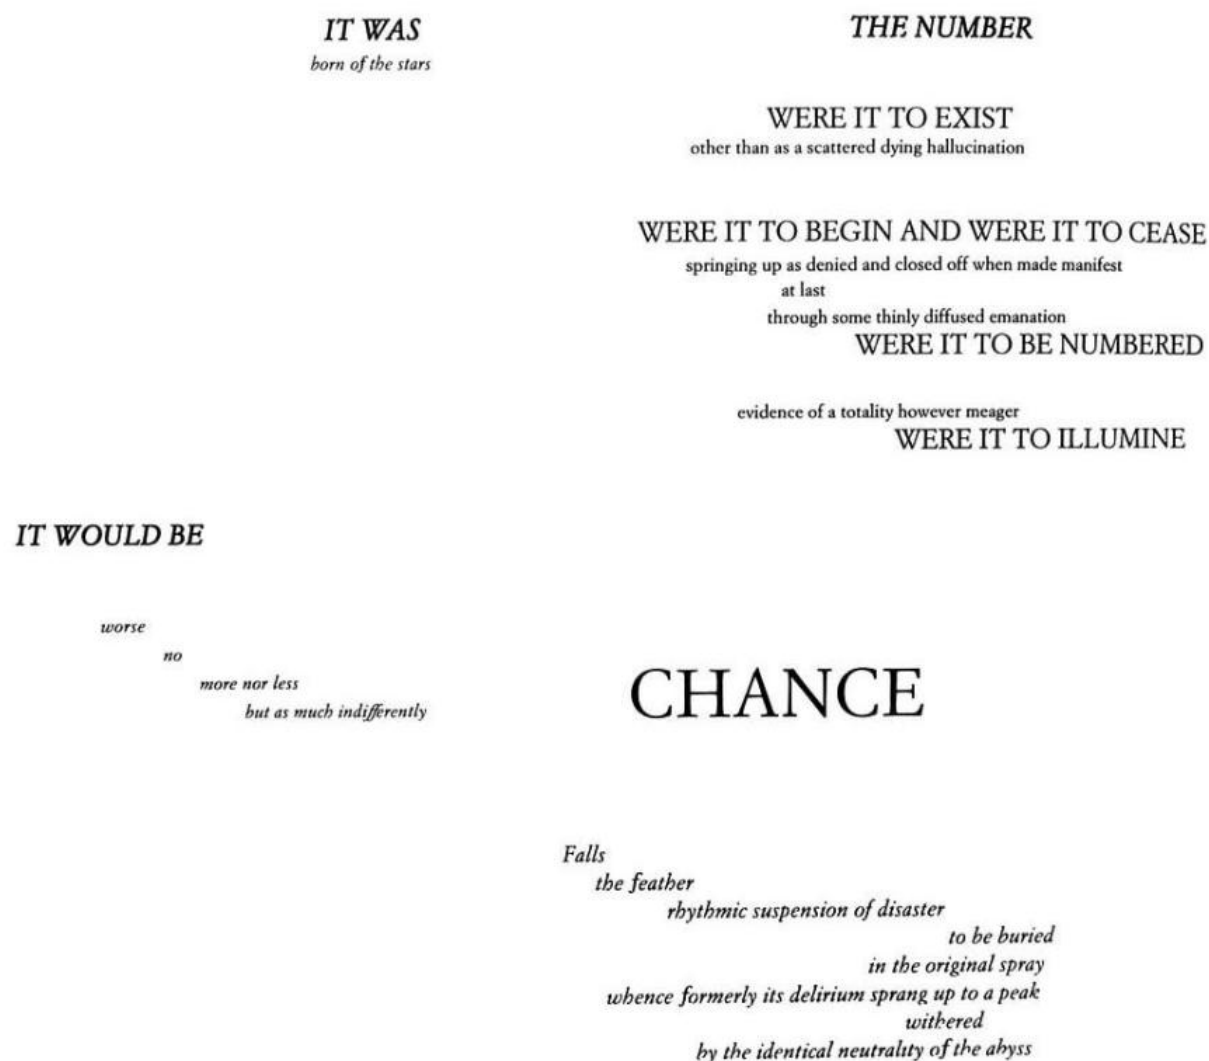 IT WAS
born of the stars
THE NUMBER
WERE IT TO EXIST
other than as a scattered dying hallucination
WERE IT TO BEGIN AND WERE IT TO CEASE
springing up as denied and closed off when made manifest
at last
through some thinly diffused emanation
WERE IT TO BE NUMBERED
evidence of a totality however meager
WERE IT TO ILLUMINE
IT WOULD BE
worse
no
more nor less
but as much indifferently
CHANCE
Falls
the feather
rhythmic suspension of disaster
to be buried
in the original spray
whence formerly its delirium sprang up to a peak
withered
by the identical neutrality of the abyss